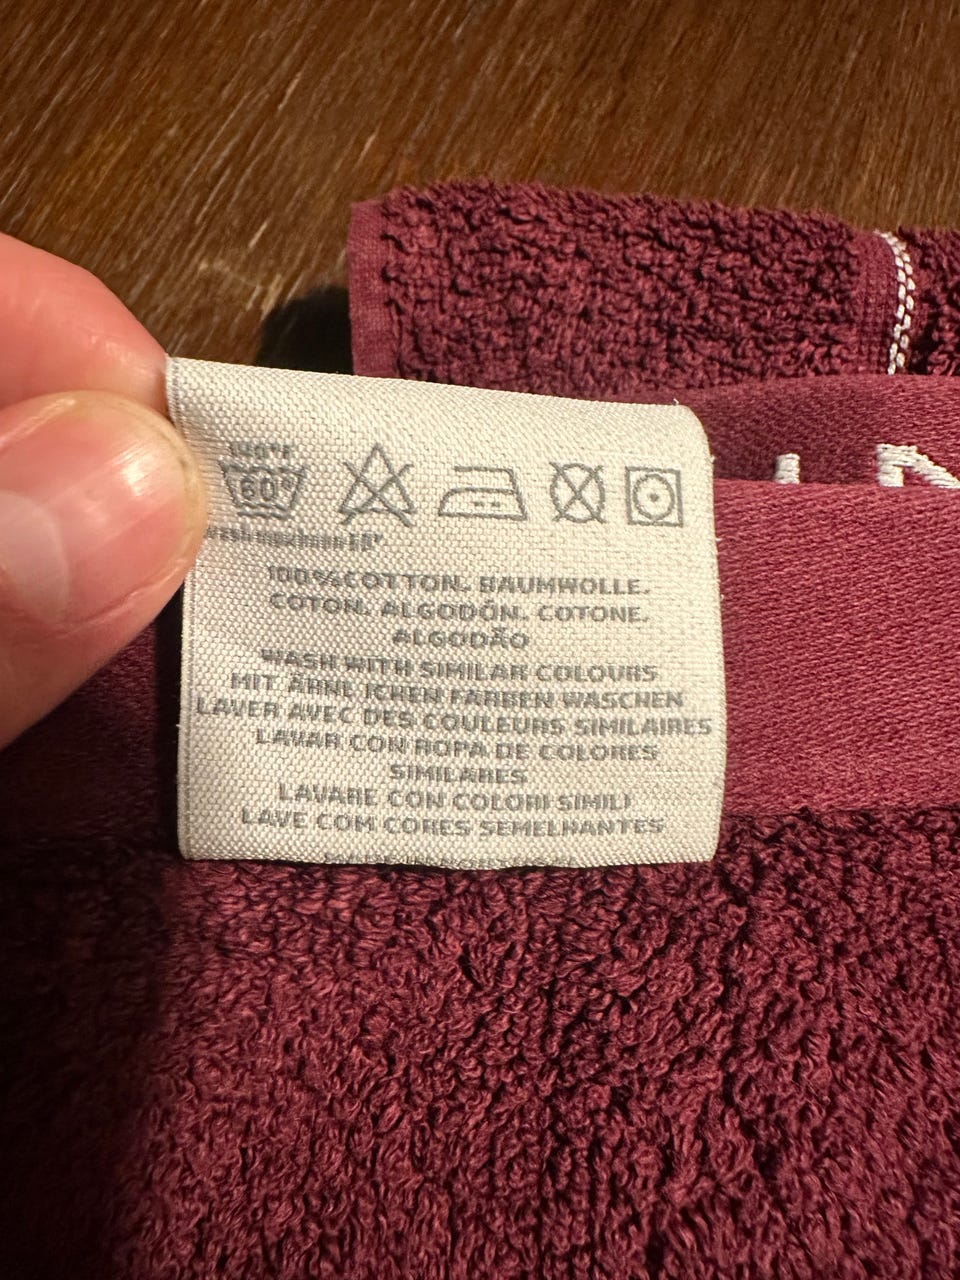 140°F
60°
100% COTTON. BAUMWOLLE.
COTON. ALGODÓN. COTONE.
ALGODÃO
WASH WITH SIMILAR COLOURS
MIT ÄHNLICHEN FARBEN WASCHEN
LAVER AVEC DES COULEURS SIMILAIRES
LAVAR CON ROPA DE COLORES
SIMILARES
LAVARE CON COLORI SIMILI
LAVE COM CORES SEMELHANTES